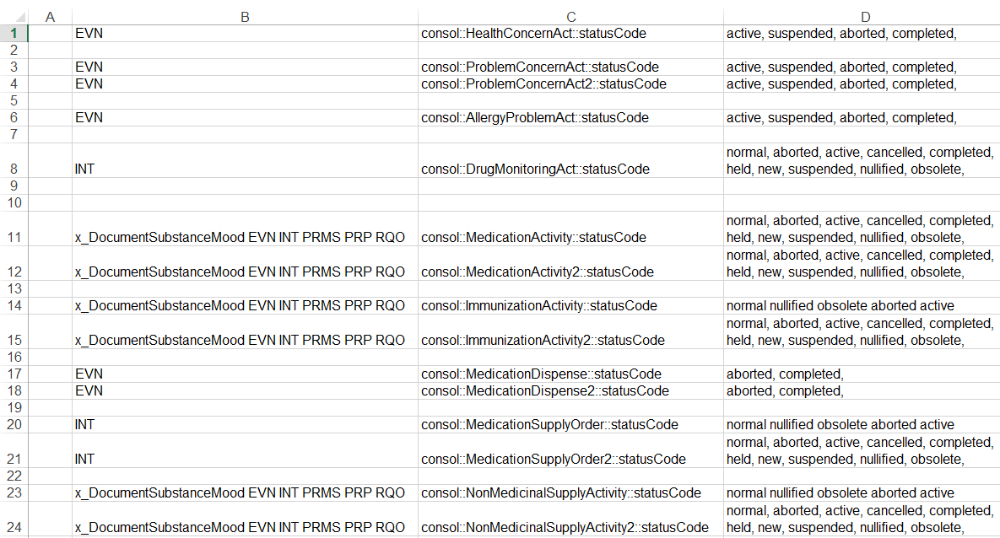 A B C D
1 EVN consol::HealthConcernAct::statusCode active, suspended, aborted, completed,
2
3 EVN consol::ProblemConcernAct::statusCode active, suspended, aborted, completed,
4 EVN consol::ProblemConcernAct2::statusCode active, suspended, aborted, completed,
5
6 EVN consol::AllergyProblemAct::statusCode active, suspended, aborted, completed,
7
normal, aborted, active, cancelled, completed,
8 INT consol::DrugMonitoringAct::statusCode held, new, suspended, nullified, obsolete,
9
10
normal, aborted, active, cancelled, completed,
11 x_DocumentSubstanceMood EVN INT PRMS PRP RQO consol::MedicationActivity::statusCode held, new, suspended, nullified, obsolete,
normal, aborted, active, cancelled, completed,
12 x_DocumentSubstanceMood EVN INT PRMS PRP RQO consol::MedicationActivity2::statusCode held, new, suspended, nullified, obsolete,
13
14 x_DocumentSubstanceMood EVN INT PRMS PRP RQO consol::ImmunizationActivity::statusCode normal nullified obsolete aborted active
normal, aborted, active, cancelled, completed,
15 x_DocumentSubstanceMood EVN INT PRMS PRP RQO consol::ImmunizationActivity2::statusCode held, new, suspended, nullified, obsolete,
16
17 EVN consol::MedicationDispense::statusCode aborted, completed,
18 EVN consol::MedicationDispense2::statusCode aborted, completed,
19
20 INT consol::MedicationSupplyOrder::statusCode normal nullified obsolete aborted active
normal, aborted, active, cancelled, completed,
21 INT consol::MedicationSupplyOrder2::statusCode held, new, suspended, nullified, obsolete,
22
23 x_DocumentSubstanceMood EVN INT PRMS PRP RQO consol::NonMedicinalSupplyActivity::statusCode normal nullified obsolete aborted active
normal, aborted, active, cancelled, completed,
24 x_DocumentSubstanceMood EVN INT PRMS PRP RQO consol::NonMedicinalSupplyActivity2::statusCode held, new, suspended, nullified, obsolete,